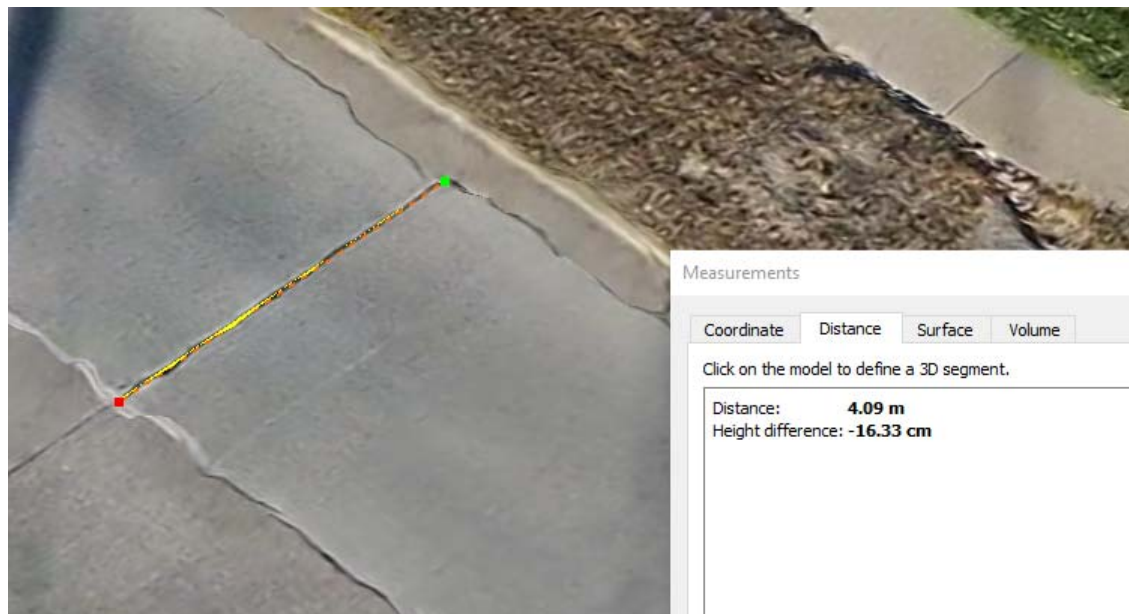 Measurements
Coordinate Distance Surface Volume
Click on the model to define a 3D segment.
Distance: 4.09 m
Height difference: -16.33 cm